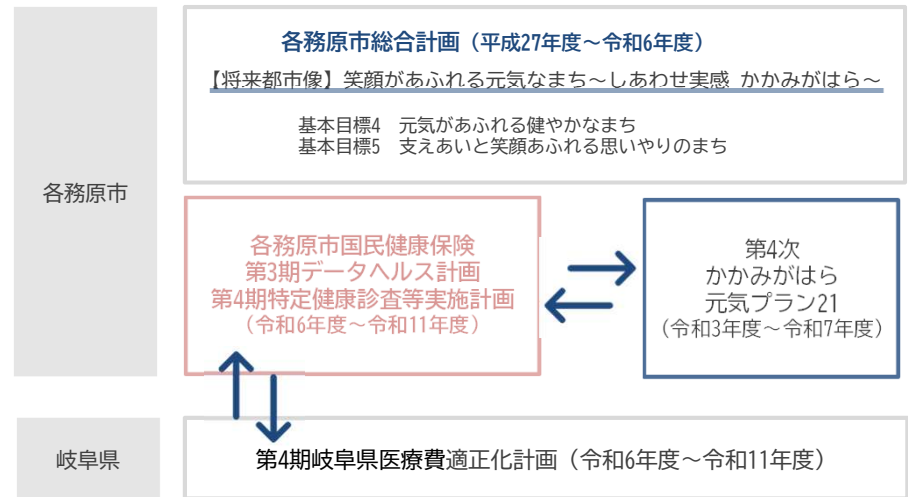 各務原市総合計画（平成27年度～令和6年度）
【将来都市像】笑顔があふれる元気なまち～しあわせ実感 かかみがはら～
基本目標4 元気があふれる健やかなまち
基本目標5 支えあいと笑顔あふれる思いやりのまち
各務原市
各務原市国民健康保険
第3期データヘルス計画
第4期特定健康診査等実施計画
（令和6年度～令和11年度）
第4次
かかみがはら
元気プラン21
（令和3年度～令和7年度）
岐阜県
第4期岐阜県医療費適正化計画（令和6年度～令和11年度）